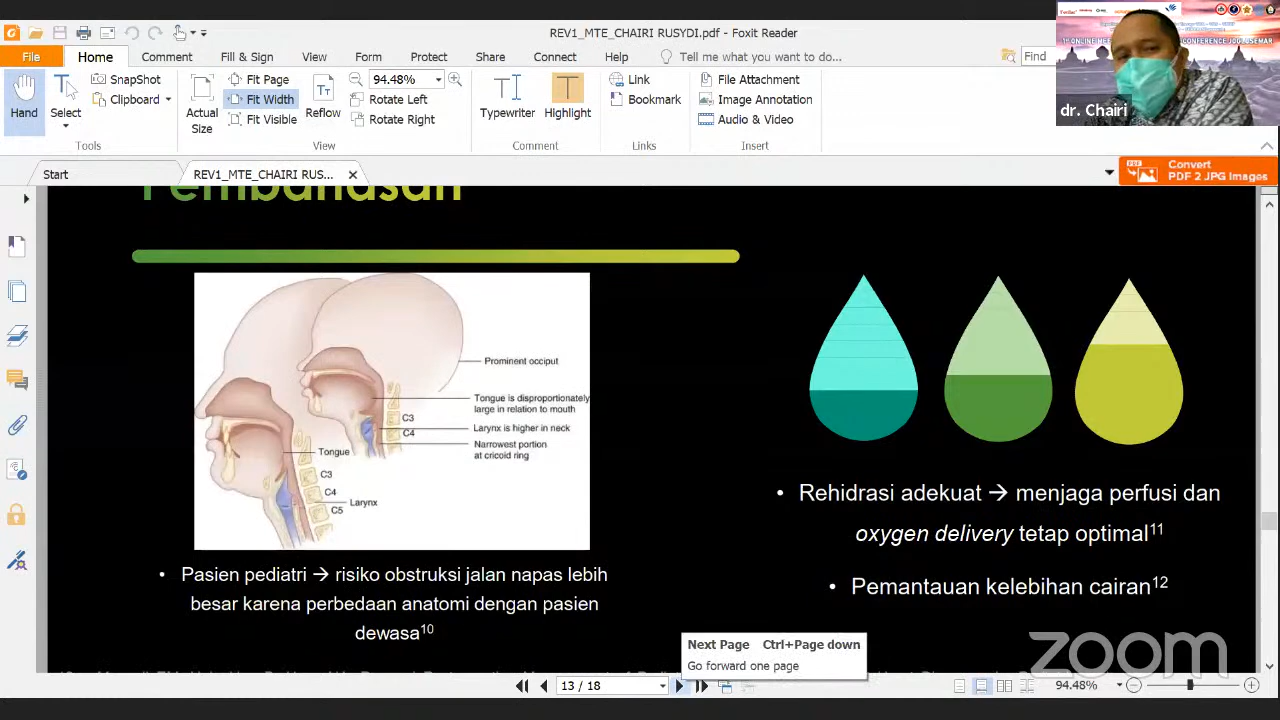 REV1_MTE_CHAIRI RUSYDI.pdf - Foxit Reader
File Home Comment Fill & Sign View Form Protect Share Connect Help Tell me what you want to do... Find
Hand
Select
SnapShot
Clipboard
Tools
Actual Size
Fit Page
Fit Width
Fit Visible
Reflow
94.48%
Rotate Left
Rotate Right
View
Typewriter
Highlight
Comment
Link
Bookmark
Links
File Attachment
Image Annotation
Audio & Video
Insert
dr. Chairi
Start
REV1_MTE_CHAIRI RUS...
PDF
Convert
PDF 2 JPG Images
Pembahasan
Prominent occiput
Tongue is disproportionately
large in relation to mouth
C3
C4
Larynx is higher in neck
Narrowest portion
at cricoid ring
Tongue
C3
C4
C5
Larynx
• Pasien pediatri → risiko obstruksi jalan napas lebih
besar karena perbedaan anatomi dengan pasien
dewasa10
• Rehidrasi adekuat → menjaga perfusi dan
oxygen delivery tetap optimal11
• Pemantauan kelebihan cairan12
Next Page Ctrl+Page down
Go forward one page
zoom
13 / 18
94.48%